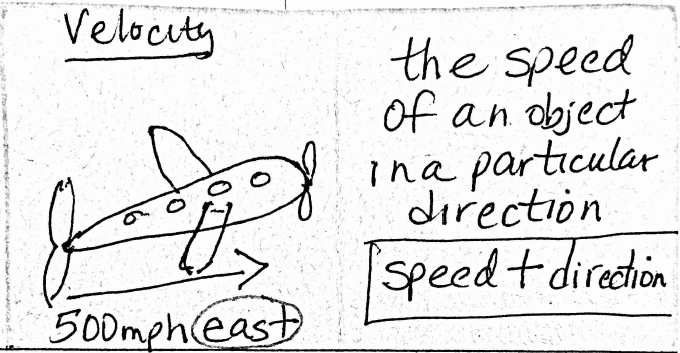 Velocity
500mph east
the speed
of an object
in a particular
direction
speed + direction